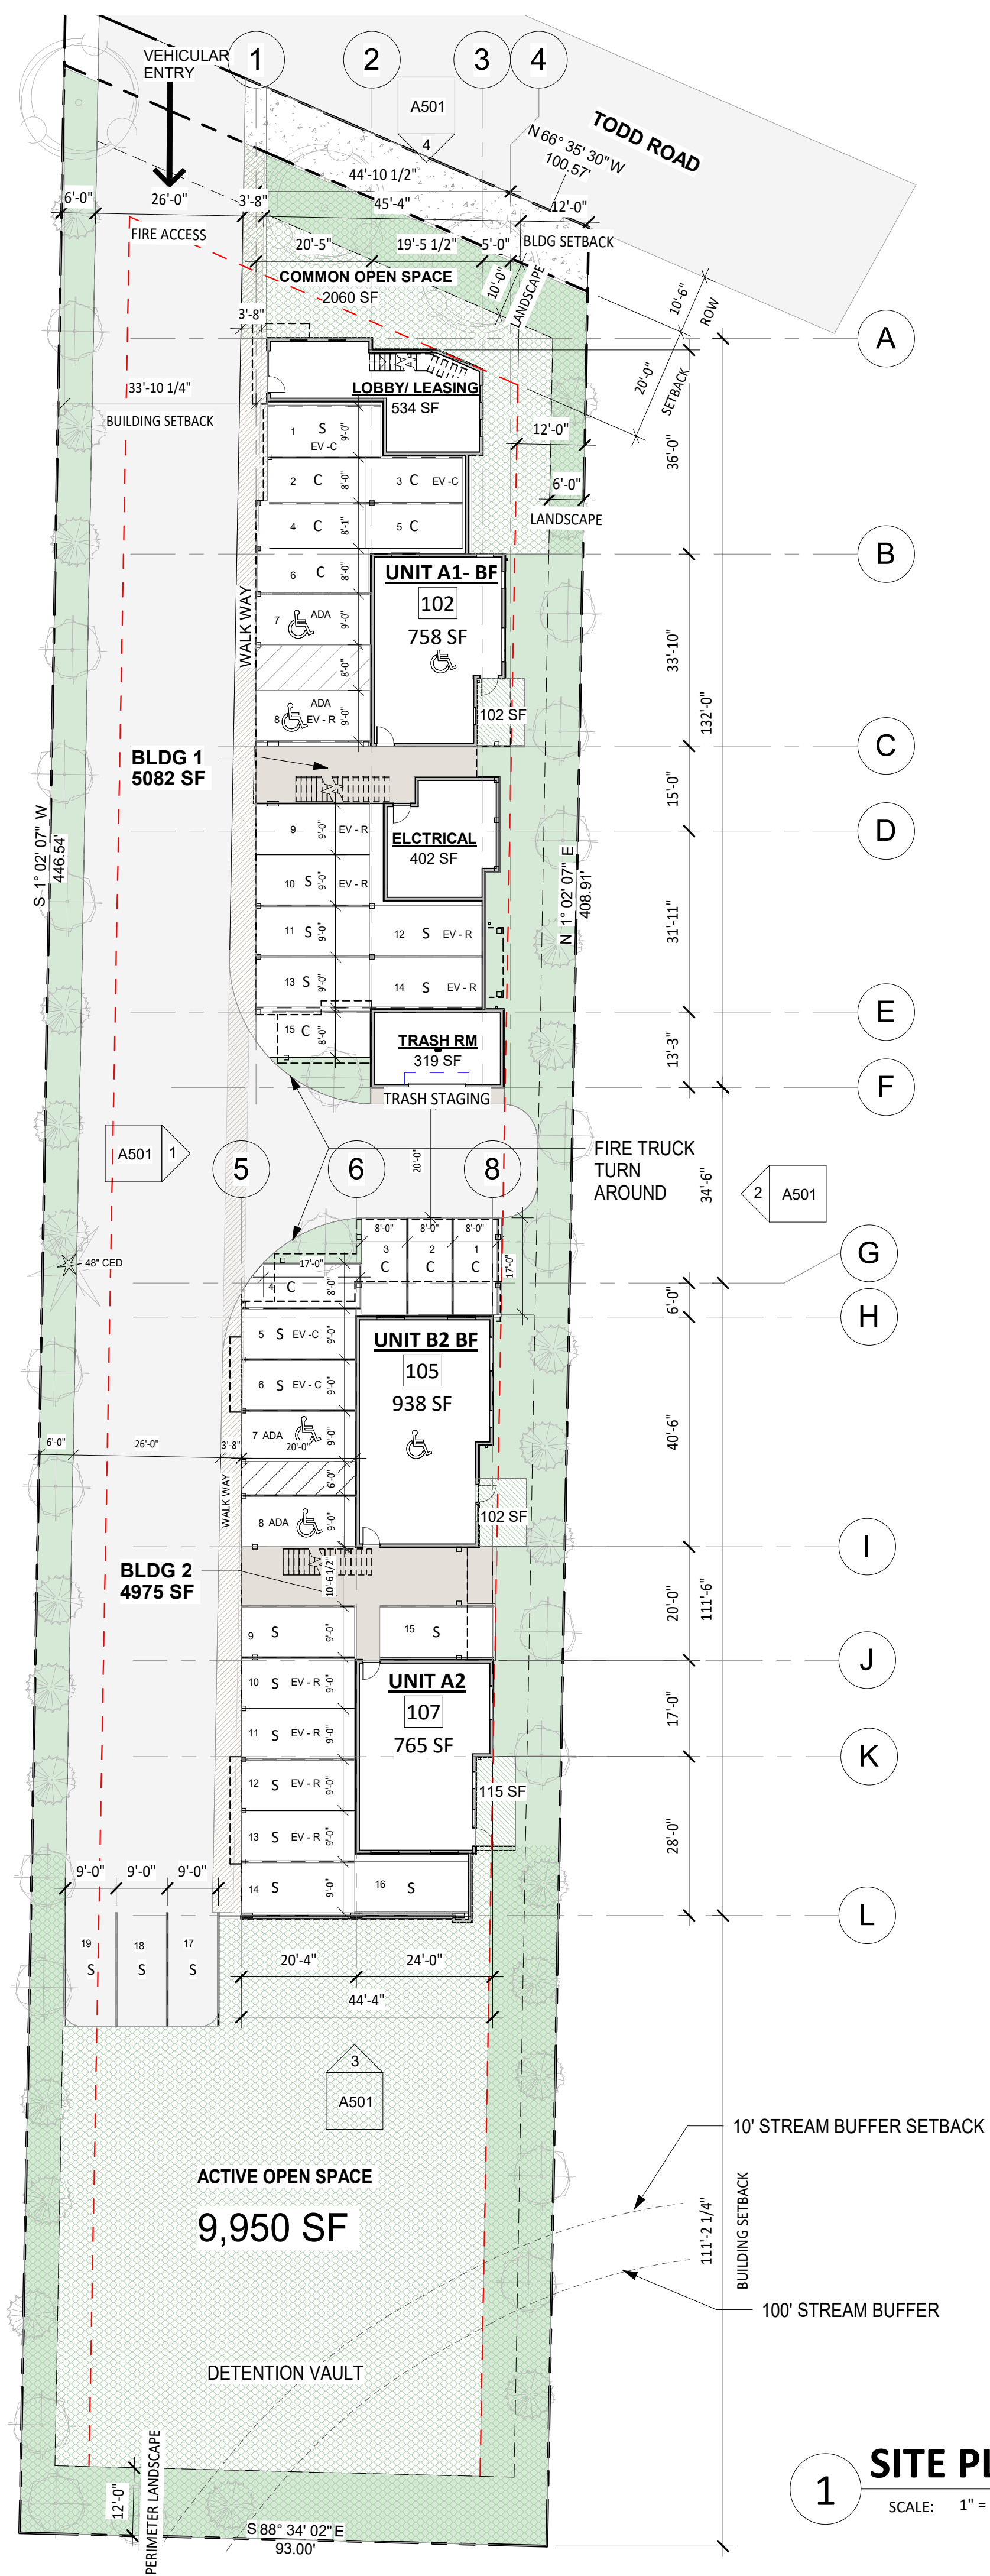 VEHICULAR
ENTRY
1
2
3
4
A501
4
TODD ROAD
N 66° 35' 30" W
100.57'
44'-10 1/2"
6'-0"
26'-0"
3'-8"
45'-4"
12'-0"
FIRE ACCESS
20'-5"
19'-5 1/2"
5'-0"
BLDG SETBACK
COMMON OPEN SPACE
2060 SF
10'-0"
LANDSCAPE
10'-6"
ROW
3'-8"
A
20'-0"
SETBACK
33'-10 1/4"
BUILDING SETBACK
LOBBY/ LEASING
534 SF
12'-0"
36'-0"
1
S
EV -C
9'-0"
2
C
8'-0"
3
C
EV -C
6'-0"
LANDSCAPE
4
C
8'-1"
5
C
B
6
C
8'-0"
UNIT A1- BF
102
758 SF
WALK WAY
7
ADA
9'-0"
33'-10"
8'-0"
ADA
8
EV - R
9'-0"
102 SF
132'-0"
C
BLDG 1
5082 SF
15'-0"
9
9'-0"
EV - R
ELCTRICAL
402 SF
D
S 1° 02' 07" W
446.54'
N 1° 02' 07" E
408.91'
10
S
9'-0"
EV - R
11
S
9'-0"
12
S
EV - R
31'-11"
13
S
9'-0"
14
S
EV - R
E
15
C
8'-0"
TRASH RM
319 SF
13'-3"
F
TRASH STAGING
A501
1
5
6
8
20'-0"
FIRE TRUCK
TURN
AROUND
34'-6"
2
A501
8'-0"
8'-0"
8'-0"
3
2
1
C
C
C
17'-0"
G
48" CED
17'-0"
4
C
8'-0"
6'-0"
H
5
S
EV -C
9'-0"
UNIT B2 BF
105
938 SF
6
S
EV - C
9'-0"
40'-6"
7
ADA
20'-0"
9'-0"
6'-0"
26'-0"
3'-8"
6'-0"
WALK WAY
8
ADA
9'-0"
102 SF
I
BLDG 2
4975 SF
10'-6 1/2"
20'-0"
111'-6"
9
S
9'-0"
15
S
J
10
S
EV - R
9'-0"
UNIT A2
107
765 SF
17'-0"
11
S
EV - R
9'-0"
K
12
S
EV - R
9'-0"
115 SF
13
S
EV - R
9'-0"
28'-0"
9'-0"
9'-0"
9'-0"
14
S
9'-0"
16
S
L
19
18
17
S
S
S
20'-4"
24'-0"
44'-4"
3
A501
10' STREAM BUFFER SETBACK
ACTIVE OPEN SPACE
9,950 SF
111'-2 1/4"
BUILDING SETBACK
100' STREAM BUFFER
DETENTION VAULT
12'-0"
PERIMETER LANDSCAPE
S 88° 34' 02" E
93.00'
1
SITE PL
SCALE: 1" =